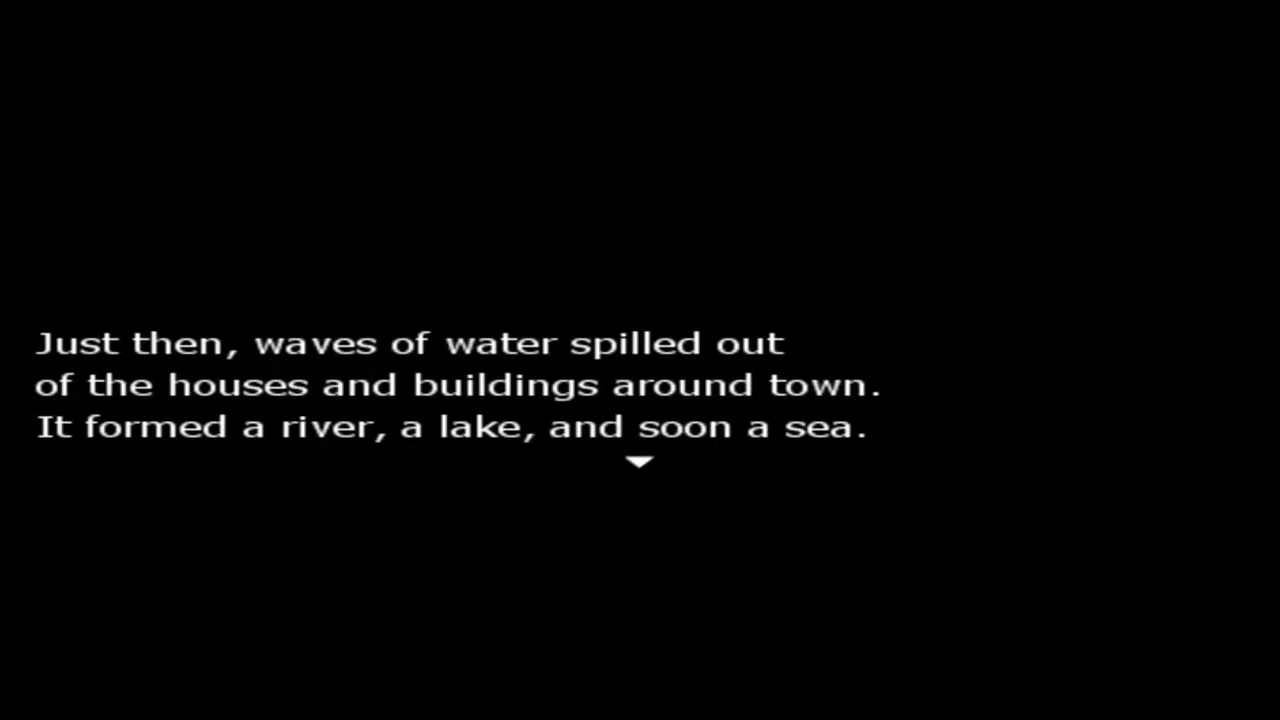 Just then, waves of water spilled out
of the houses and buildings around town.
It formed a river, a lake, and soon a sea.